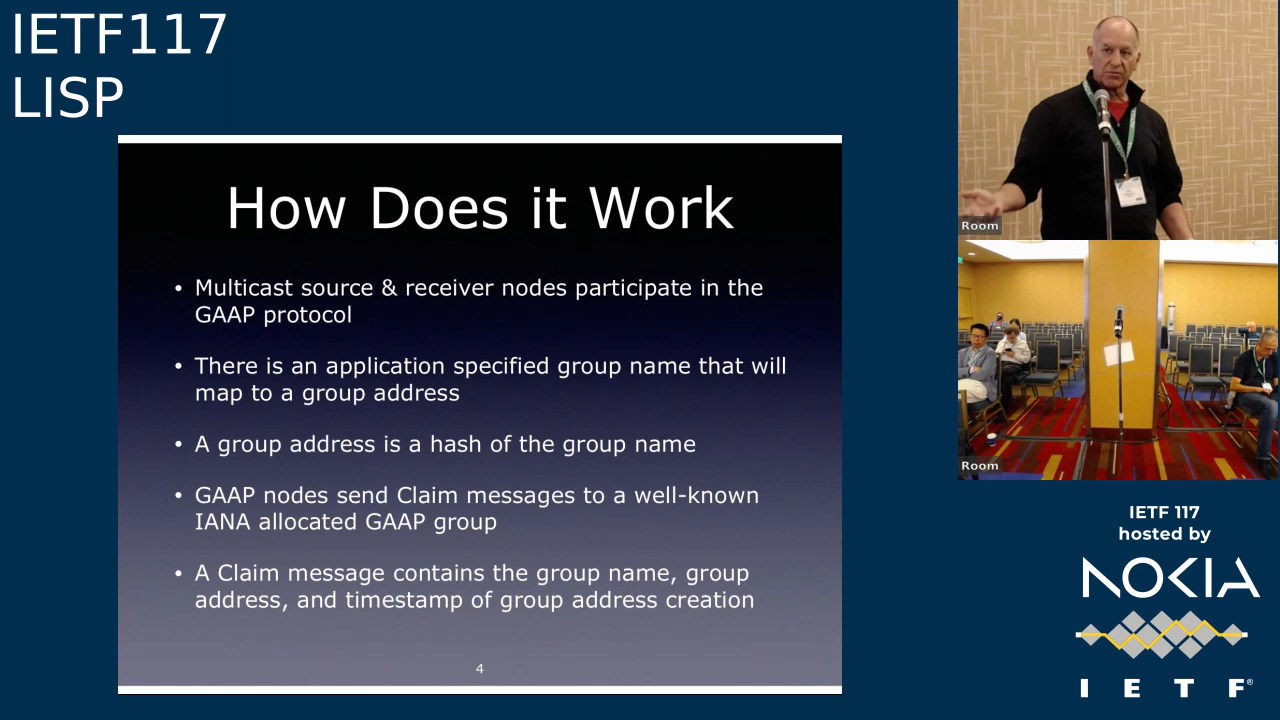 IETF117
LISP
How Does it Work
• Multicast source & receiver nodes participate in the
GAAP protocol
• There is an application specified group name that will
map to a group address
• A group address is a hash of the group name
• GAAP nodes send Claim messages to a well-known
IANA allocated GAAP group
• A Claim message contains the group name, group
address, and timestamp of group address creation
4
Room
Room
IETF 117
hosted by
NOKIA
I E T F®